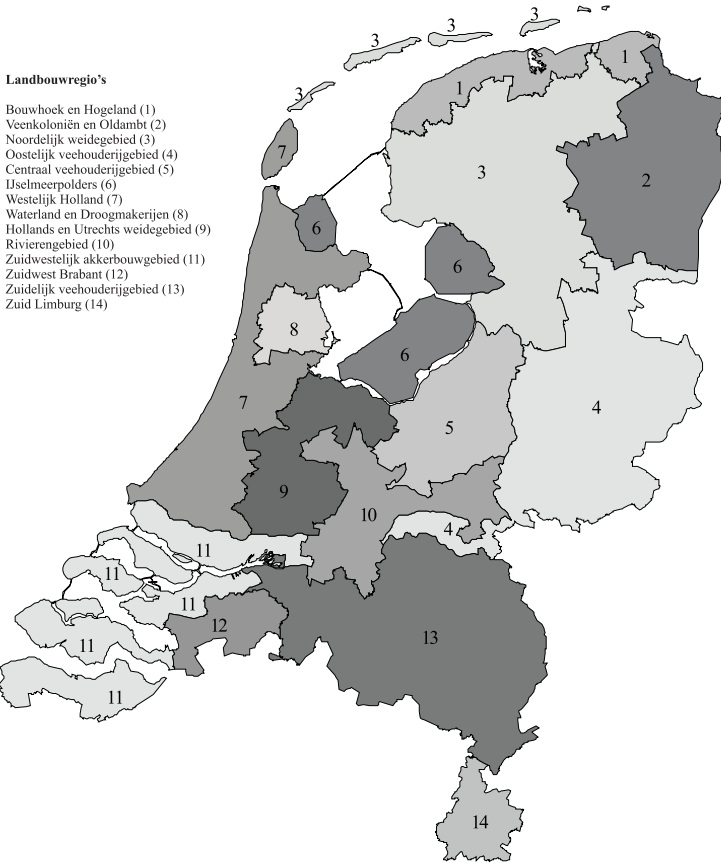 Landbouwregio's
Bouwhoek en Hogeland (1)
Veenkoloniën en Oldambt (2)
Noordelijk weidegebied (3)
Oostelijk veehouderijgebied (4)
Centraal veehouderijgebied (5)
IJselmeerpolders (6)
Westelijk Holland (7)
Waterland en Droogmakerijen (8)
Hollands en Utrechts weidegebied (9)
Rivierengebied (10)
Zuidwestelijk akkerbouwgebied (11)
Zuidwest Brabant (12)
Zuidelijk veehouderijgebied (13)
Zuid Limburg (14)
3
3
3
3
1
1
7
3
2
6
6
8
6
7
4
5
9
10
4
11
11
11
12
11
13
11
14